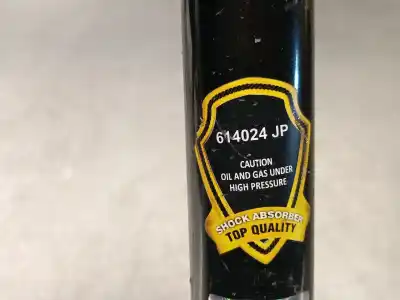 614024 JP
CAUTION
OIL AND GAS UNDER
HIGH PRESSURE
SHOCK ABSORBER
TOP QUALITY